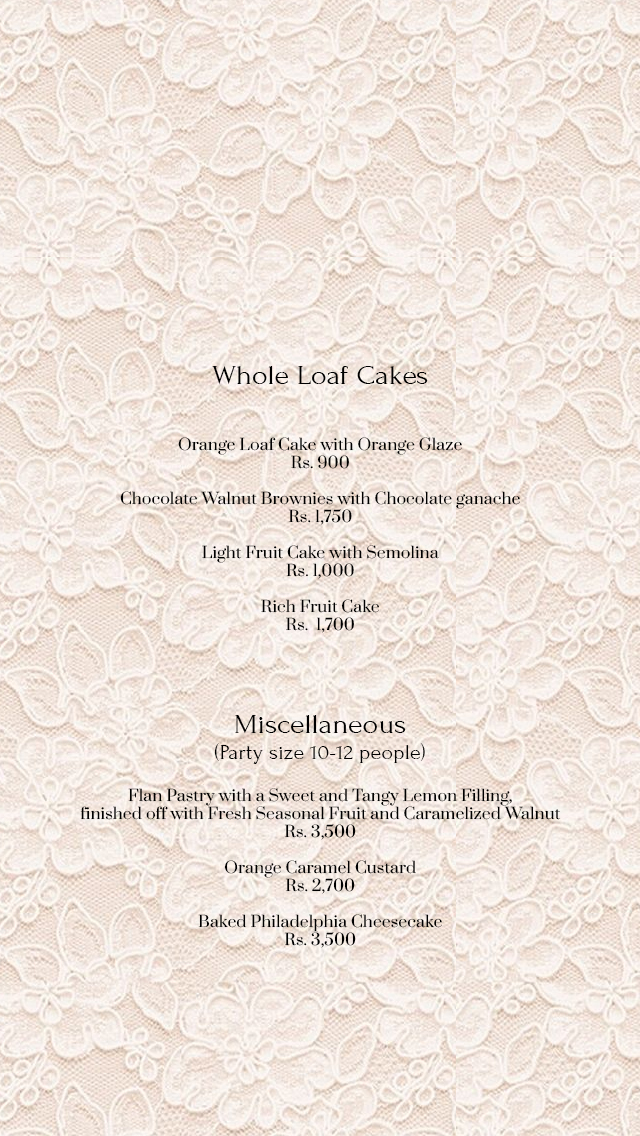 Whole Loaf Cakes
Orange Loaf Cake with Orange Glaze
Rs. 900
Chocolate Walnut Brownies with Chocolate ganache
Rs. 1,750
Light Fruit Cake with Semolina
Rs. 1,000
Rich Fruit Cake
Rs. 1,700
Miscellaneous
(Party size 10-12 people)
Flan Pastry with a Sweet and Tangy Lemon Filling,
finished off with Fresh Seasonal Fruit and Caramelized Walnut
Rs. 3,500
Orange Caramel Custard
Rs. 2,700
Baked Philadelphia Cheesecake
Rs. 3,500